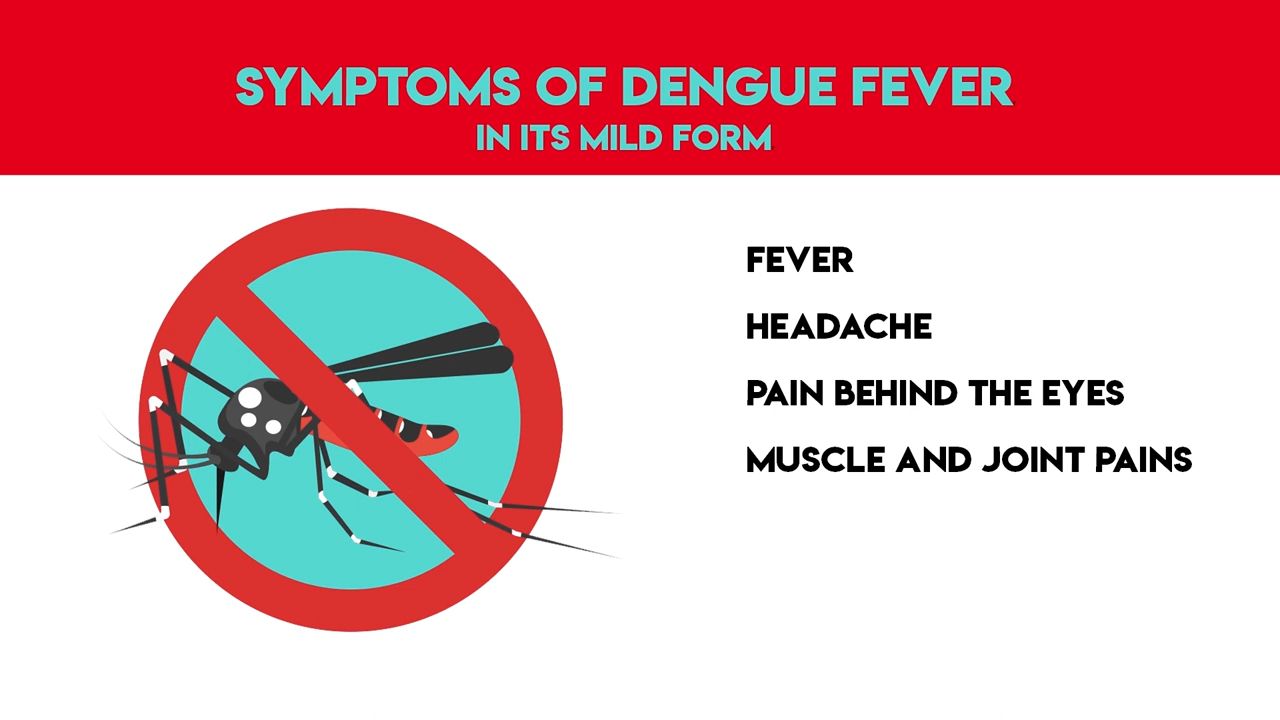 SYMPTOMS OF DENGUE FEVER
IN ITS MILD FORM
FEVER
HEADACHE
PAIN BEHIND THE EYES
MUSCLE AND JOINT PAINS